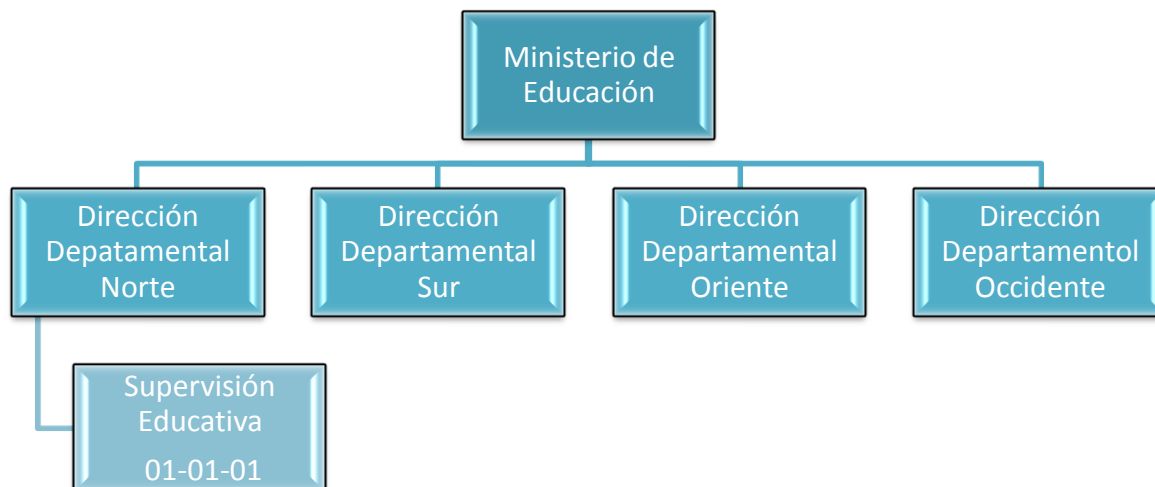 Ministerio de
Educación
Dirección
Depatamental
Norte
Dirección
Departamental
Sur
Dirección
Departamental
Oriente
Dirección
Departamentol
Occidente
Supervisión
Educativa
01-01-01